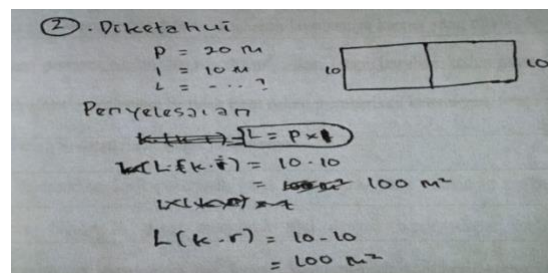 2. Diketahui
P = 20 m
l = 10 m
L = ....?
10 10
Penyelesaian
L = P x l
L (k.i) = 10.10
= 100 m²
L (k.r) = 10.10
= 100 m²